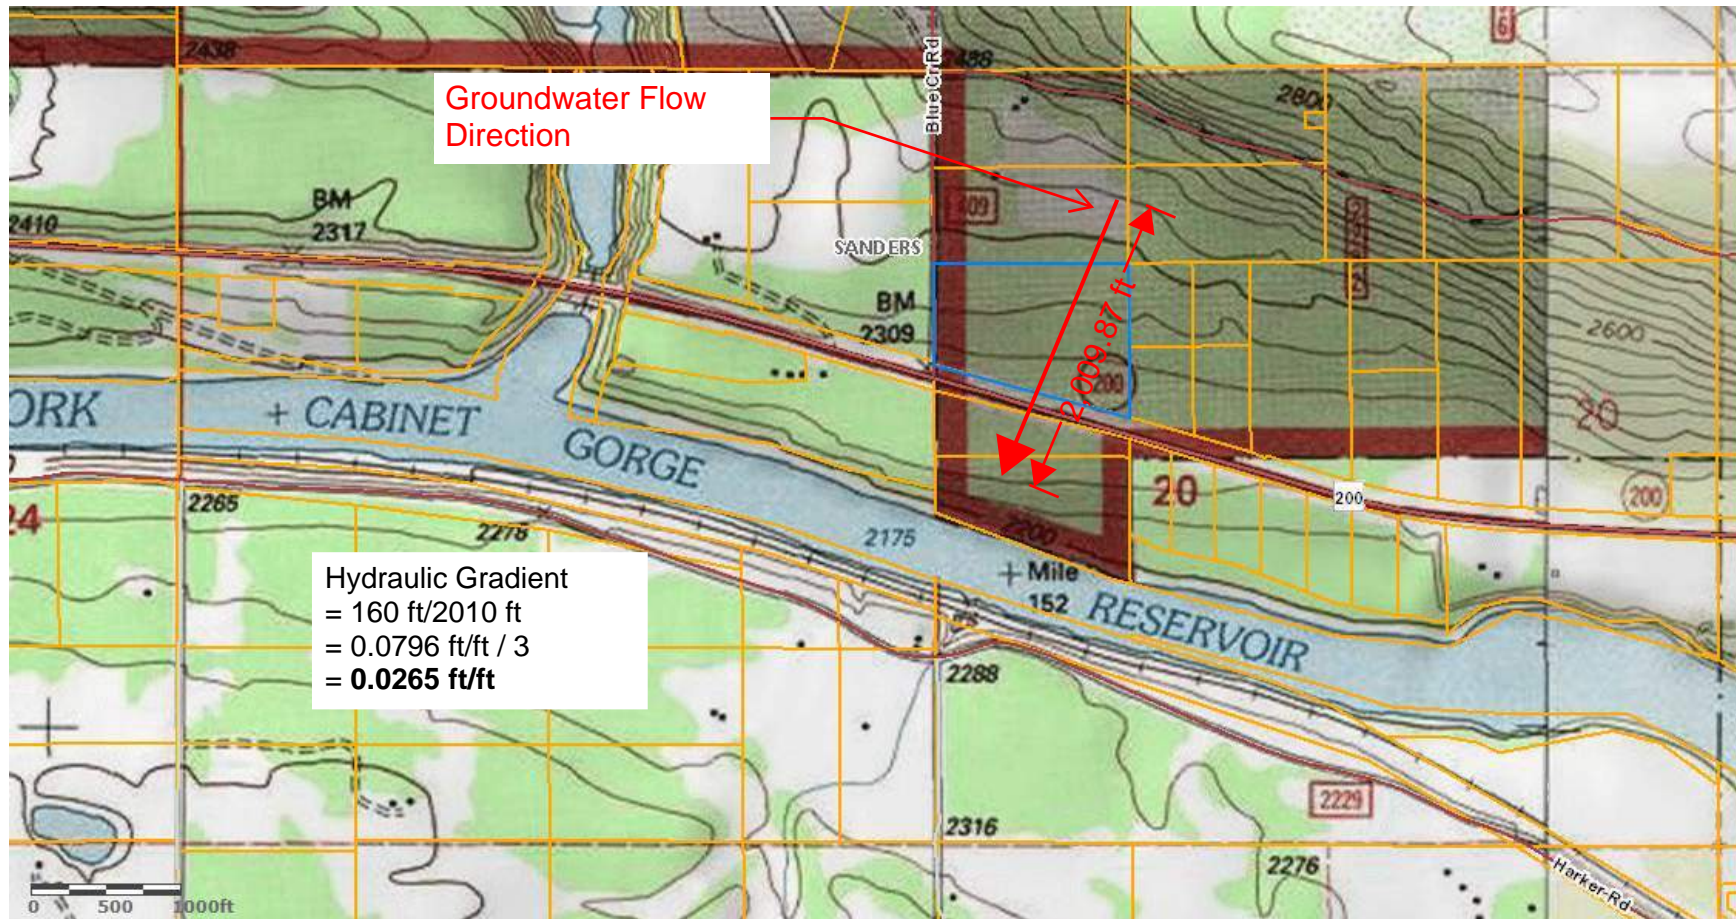 2438
488
Blue Cr Rd
6
Groundwater Flow
Direction
2800
BM
2317
2410
409
SANDERS
BM
2309
2,009.87 ft
200
2600
20
ORK
+ CABINET
GORGE
RESERVOIR
2265
2278
24
2175
2200
20
200
200
Mile
152
Hydraulic Gradient
= 160 ft/2010 ft
= 0.0796 ft/ft / 3
= 0.0265 ft/ft
2288
2229
2316
2276
Harker-Rd
0 500 1000ft